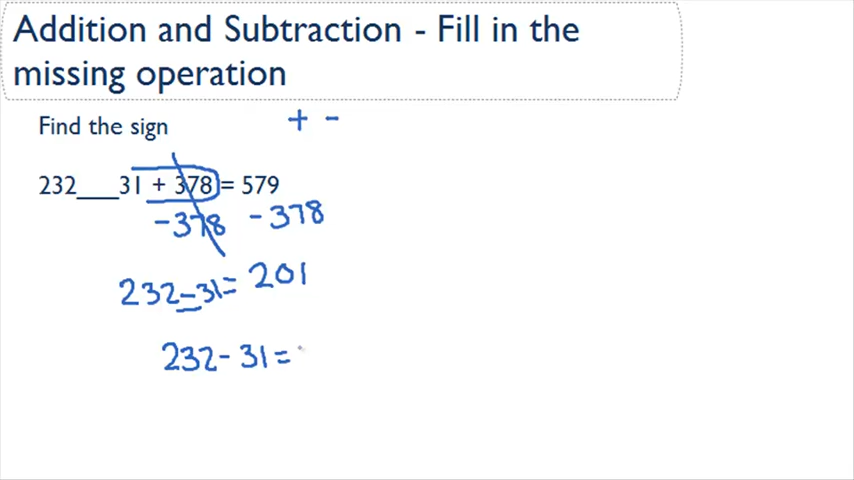 Addition and Subtraction - Fill in the
missing operation
Find the sign + -
232___31 + 378 = 579
-378 -378
232-31= 201
232- 31=